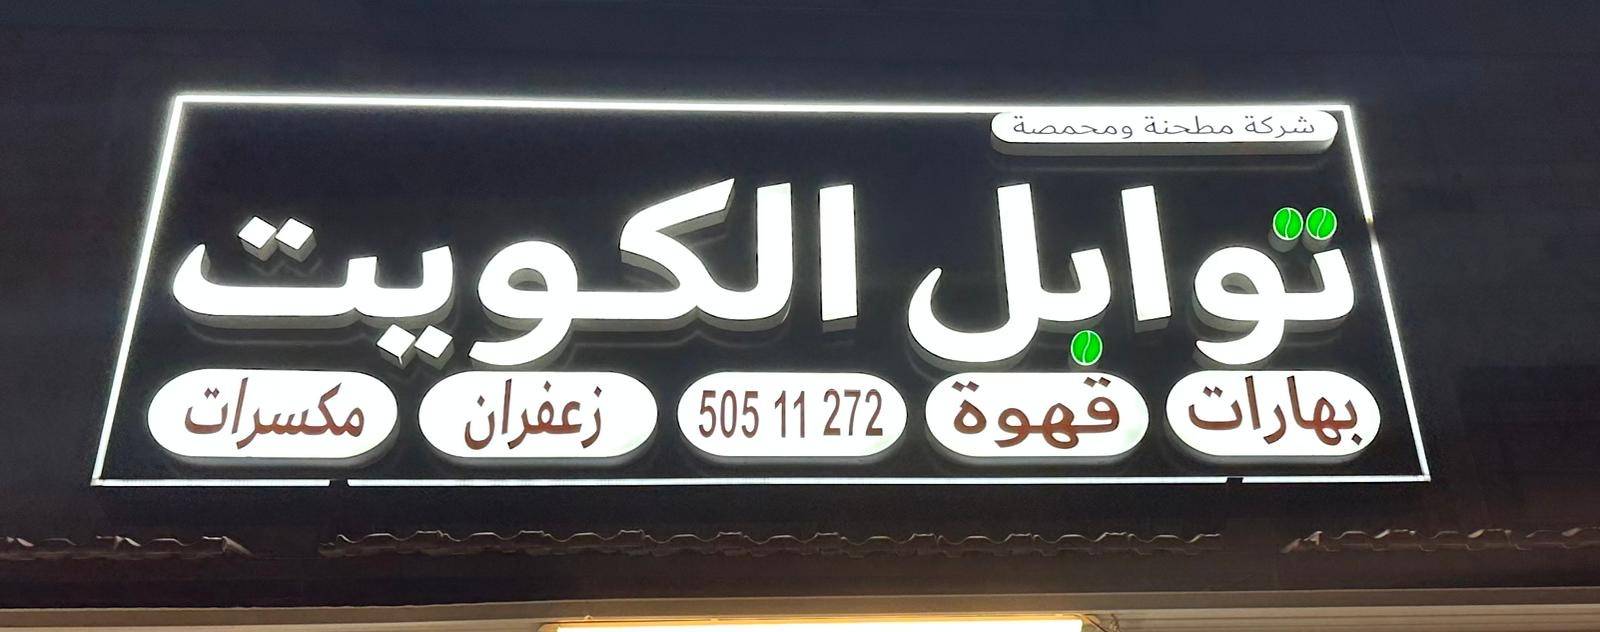 شركة مطحنة ومحمصة
توابل الكويت
بهارات قهوة 505 11 272 زعفران مكسرات